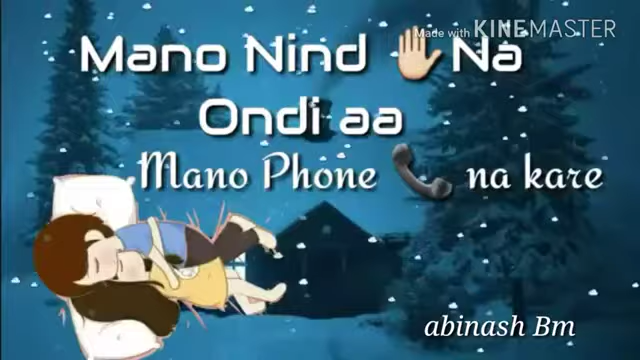 Made with KINEMASTER
Mano Nind ✋ Na
Ondi aa
Mano Phone 📞 na kare
abinash Bm